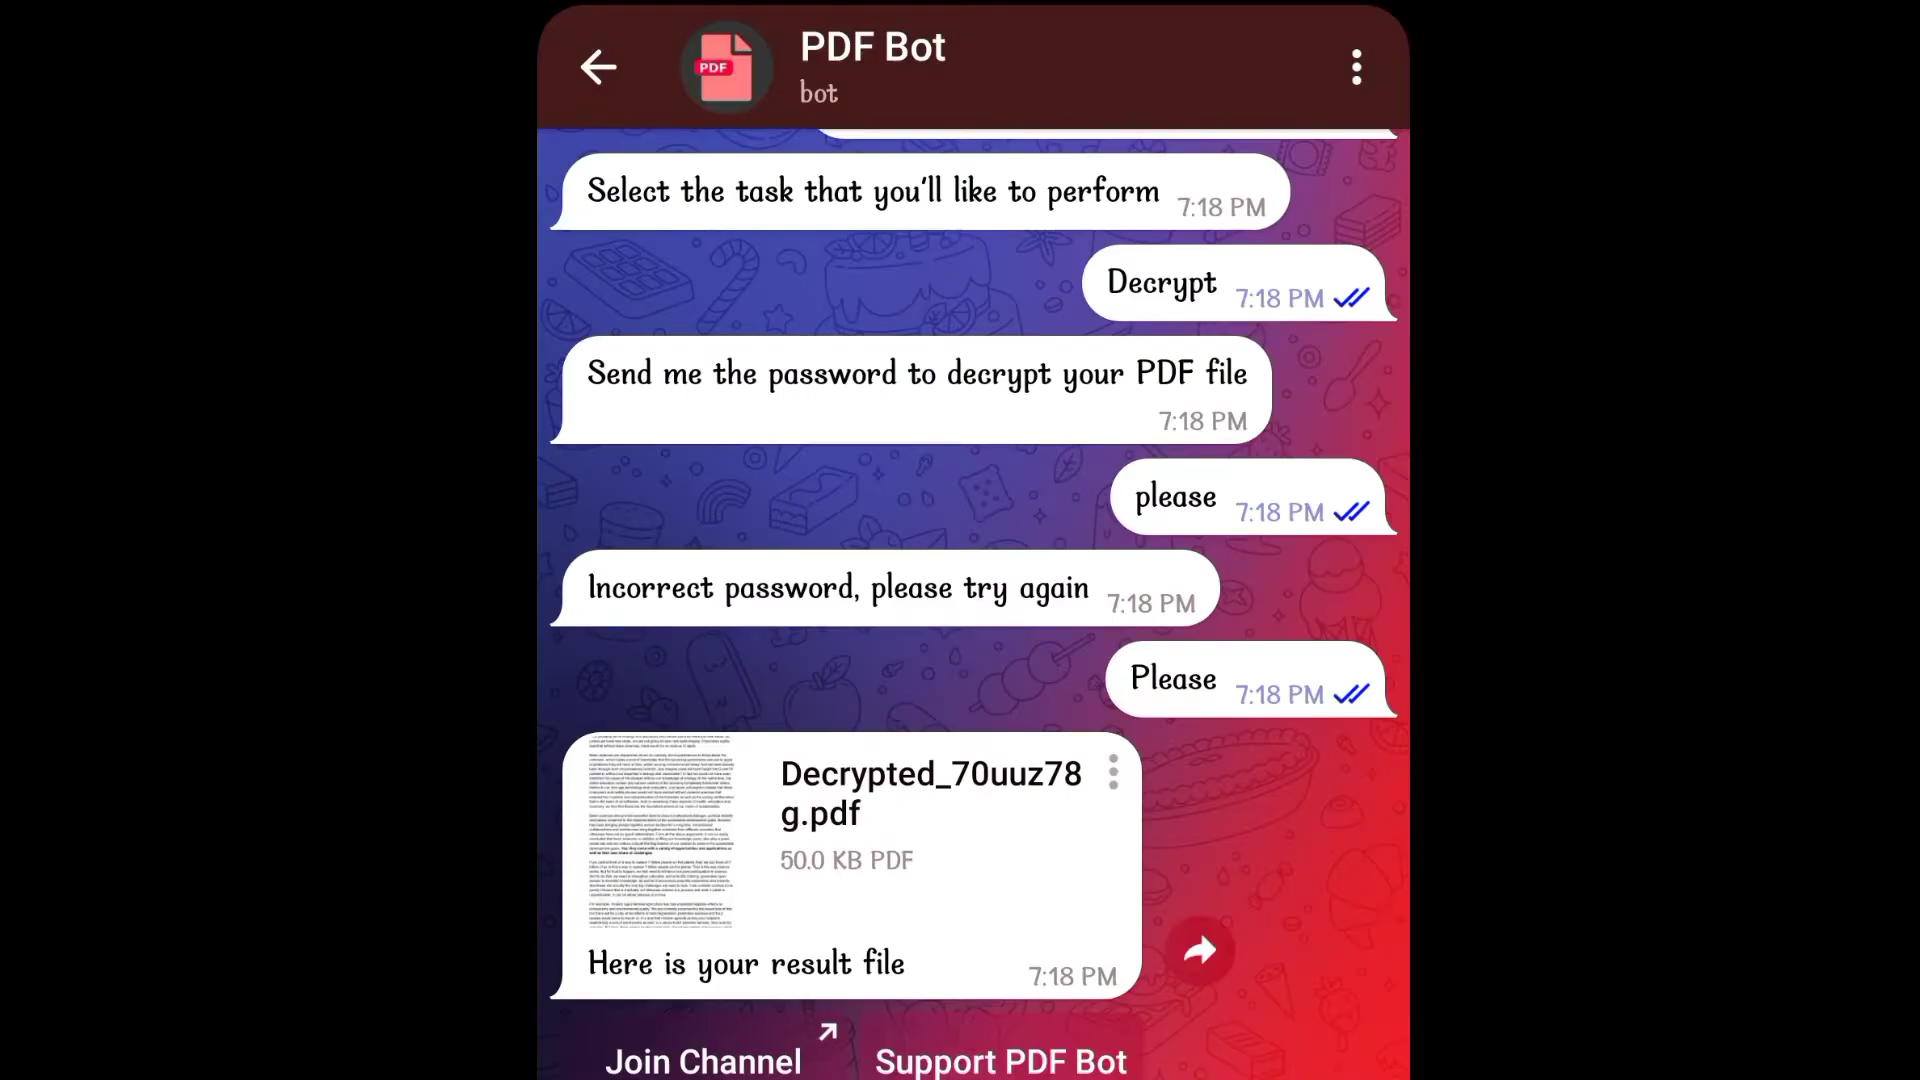 PDF Bot
PDF
bot
Select the task that you'll like to perform 7:18 PM
Decrypt 7:18 PM
Send me the password to decrypt your PDF file
7:18 PM
please 7:18 PM
Incorrect password, please try again 7:18 PM
Please 7:18 PM
Decrypted_70uuz78
g.pdf
50.0 KB PDF
Here is your result file 7:18 PM
Join Channel Support PDF Bot